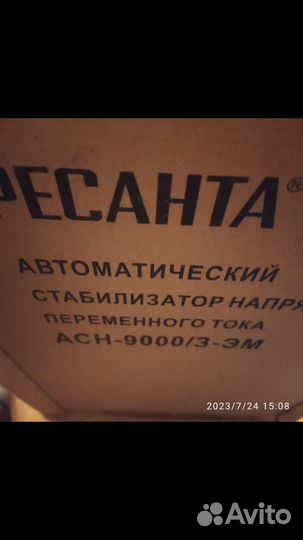 РЕСАНТА®
АВТОМАТИЧЕСКИЙ
СТАБИЛИЗАТОР НАПРЯ
ПЕРЕМЕННОГО ТОКА
АСН-9000/3-ЭМ
2023/7/24 15:08
Avito